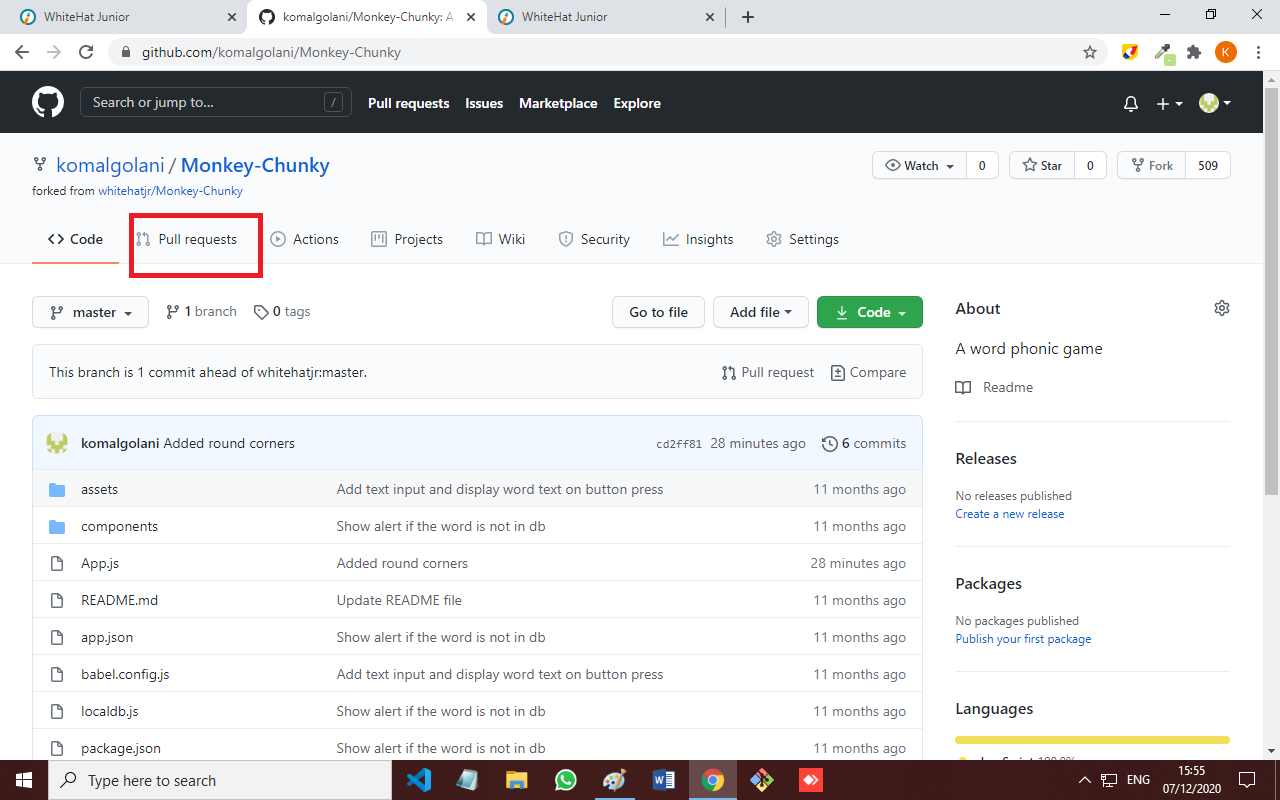 WhiteHat Junior
komalgolani/Monkey-Chunky: A
WhiteHat Junior
github.com/komalgolani/Monkey-Chunky
K
Search or jump to...
/
Pull requests
Issues
Marketplace
Explore
komalgolani / Monkey-Chunky
Watch 0
Star 0
Fork 509
forked from whitehatjr/Monkey-Chunky
Code
Pull requests
Actions
Projects
Wiki
Security
Insights
Settings
master
1 branch
0 tags
Go to file
Add file
Code
About
A word phonic game
Readme
This branch is 1 commit ahead of whitehatjr:master.
Pull request
Compare
komalgolani Added round corners
cd2ff81 28 minutes ago
6 commits
assets Add text input and display word text on button press 11 months ago
components Show alert if the word is not in db 11 months ago
App.js Added round corners 28 minutes ago
README.md Update README file 11 months ago
app.json Show alert if the word is not in db 11 months ago
babel.config.js Add text input and display word text on button press 11 months ago
localdb.js Show alert if the word is not in db 11 months ago
package.json Show alert if the word is not in db 11 months ago
Releases
No releases published
Create a new release
Packages
No packages published
Publish your first package
Languages
Type here to search
ENG
15:55
07/12/2020